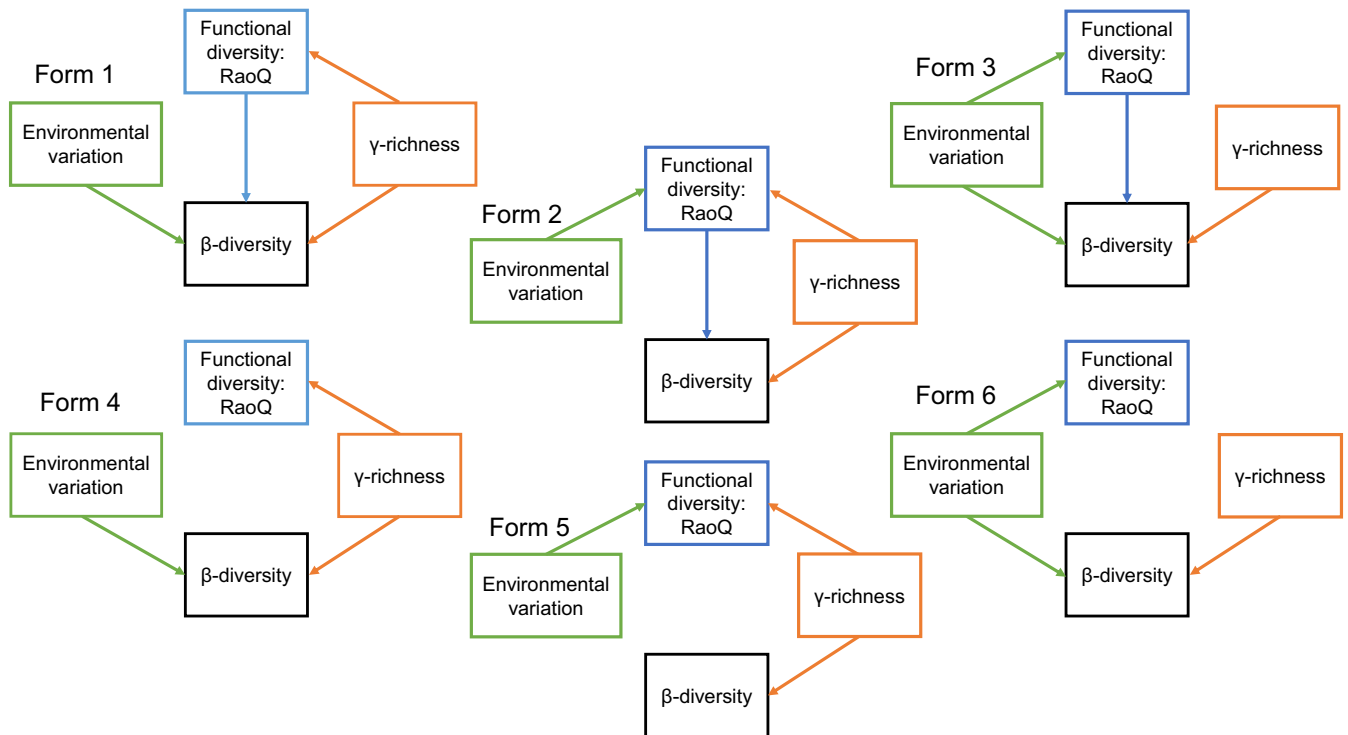 Form 1
Functional
diversity:
RaoQ
Environmental
variation
γ-richness
β-diversity
Form 2
Functional
diversity:
RaoQ
Environmental
variation
γ-richness
β-diversity
Form 3
Functional
diversity:
RaoQ
Environmental
variation
γ-richness
β-diversity
Form 4
Functional
diversity:
RaoQ
Environmental
variation
γ-richness
β-diversity
Form 5
Functional
diversity:
RaoQ
Environmental
variation
γ-richness
β-diversity
Form 6
Functional
diversity:
RaoQ
Environmental
variation
γ-richness
β-diversity